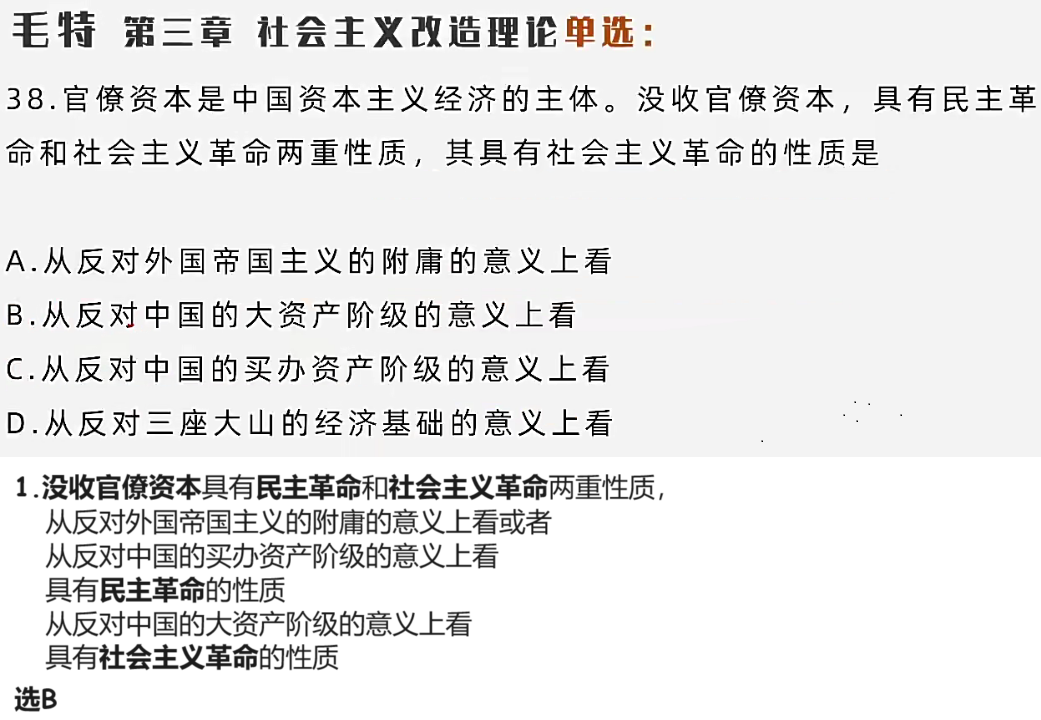 毛特 第三章 社会主义改造理论单选：
38.官僚资本是中国资本主义经济的主体。没收官僚资本，具有民主革
命和社会主义革命两重性质，其具有社会主义革命的性质是
A.从反对外国帝国主义的附庸的意义上看
B.从反对中国的大资产阶级的意义上看
C.从反对中国的买办资产阶级的意义上看
D.从反对三座大山的经济基础的意义上看
1.没收官僚资本具有民主革命和社会主义革命两重性质，
从反对外国帝国主义的附庸的意义上看或者
从反对中国的买办资产阶级的意义上看
具有民主革命的性质
从反对中国的大资产阶级的意义上看
具有社会主义革命的性质
选B